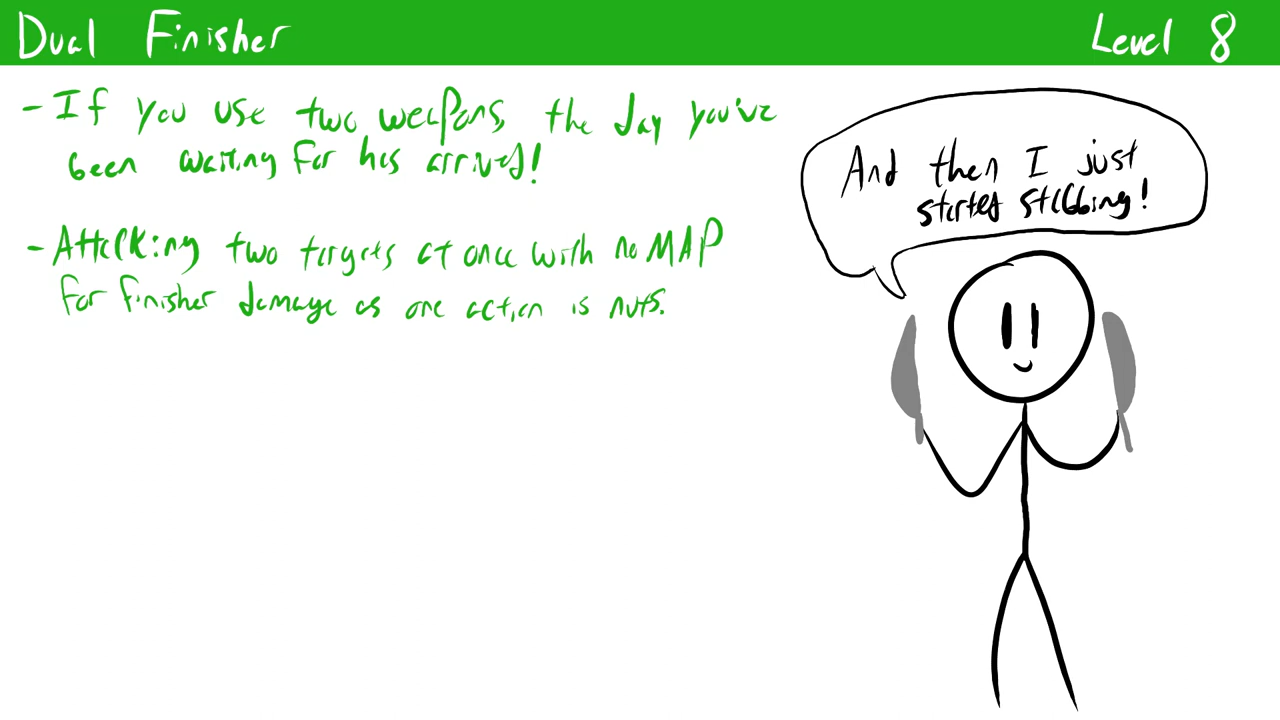 Dual Finisher
Level 8
- If you use two weapons, the day you've
been waiting for has arrived!
- Attacking two targets at once with no MAP
for finisher damage as one action is nuts.
And then I just
started stabbing!